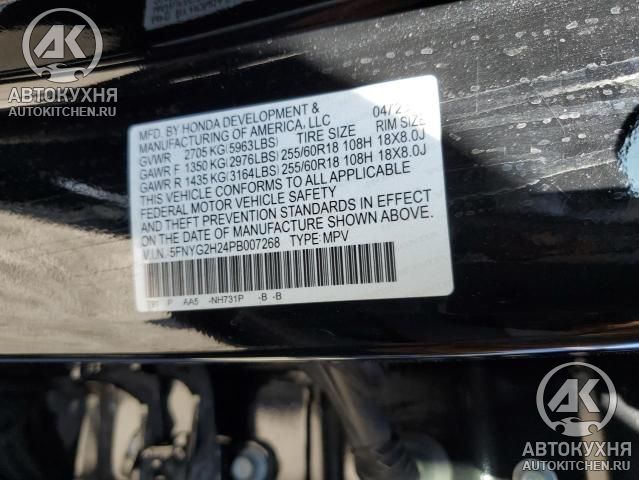 АВТОКУХНЯ
AUTOKITCHEN.RU
MFD. BY HONDA DEVELOPMENT &
MANUFACTURING OF AMERICA, LLC 04/2
GVWR 2705 KG(5963LBS) TIRE SIZE RIM SIZE
GAWR F 1350 KG(2976LBS) 255/60R18 108H 18X8.0J
GAWR R 1435 KG(3164LBS) 255/60R18 108H 18X8.0J
THIS VEHICLE CONFORMS TO ALL APPLICABLE
FEDERAL MOTOR VEHICLE SAFETY
AND THEFT PREVENTION STANDARDS IN EFFECT
ON THE DATE OF MANUFACTURE SHOWN ABOVE.
V.I.N. 5FNYG2H24PB007268 TYPE: MPV
P AA5 -NH731P -B -B
АВТОКУХНЯ
AUTOKITCHEN.RU